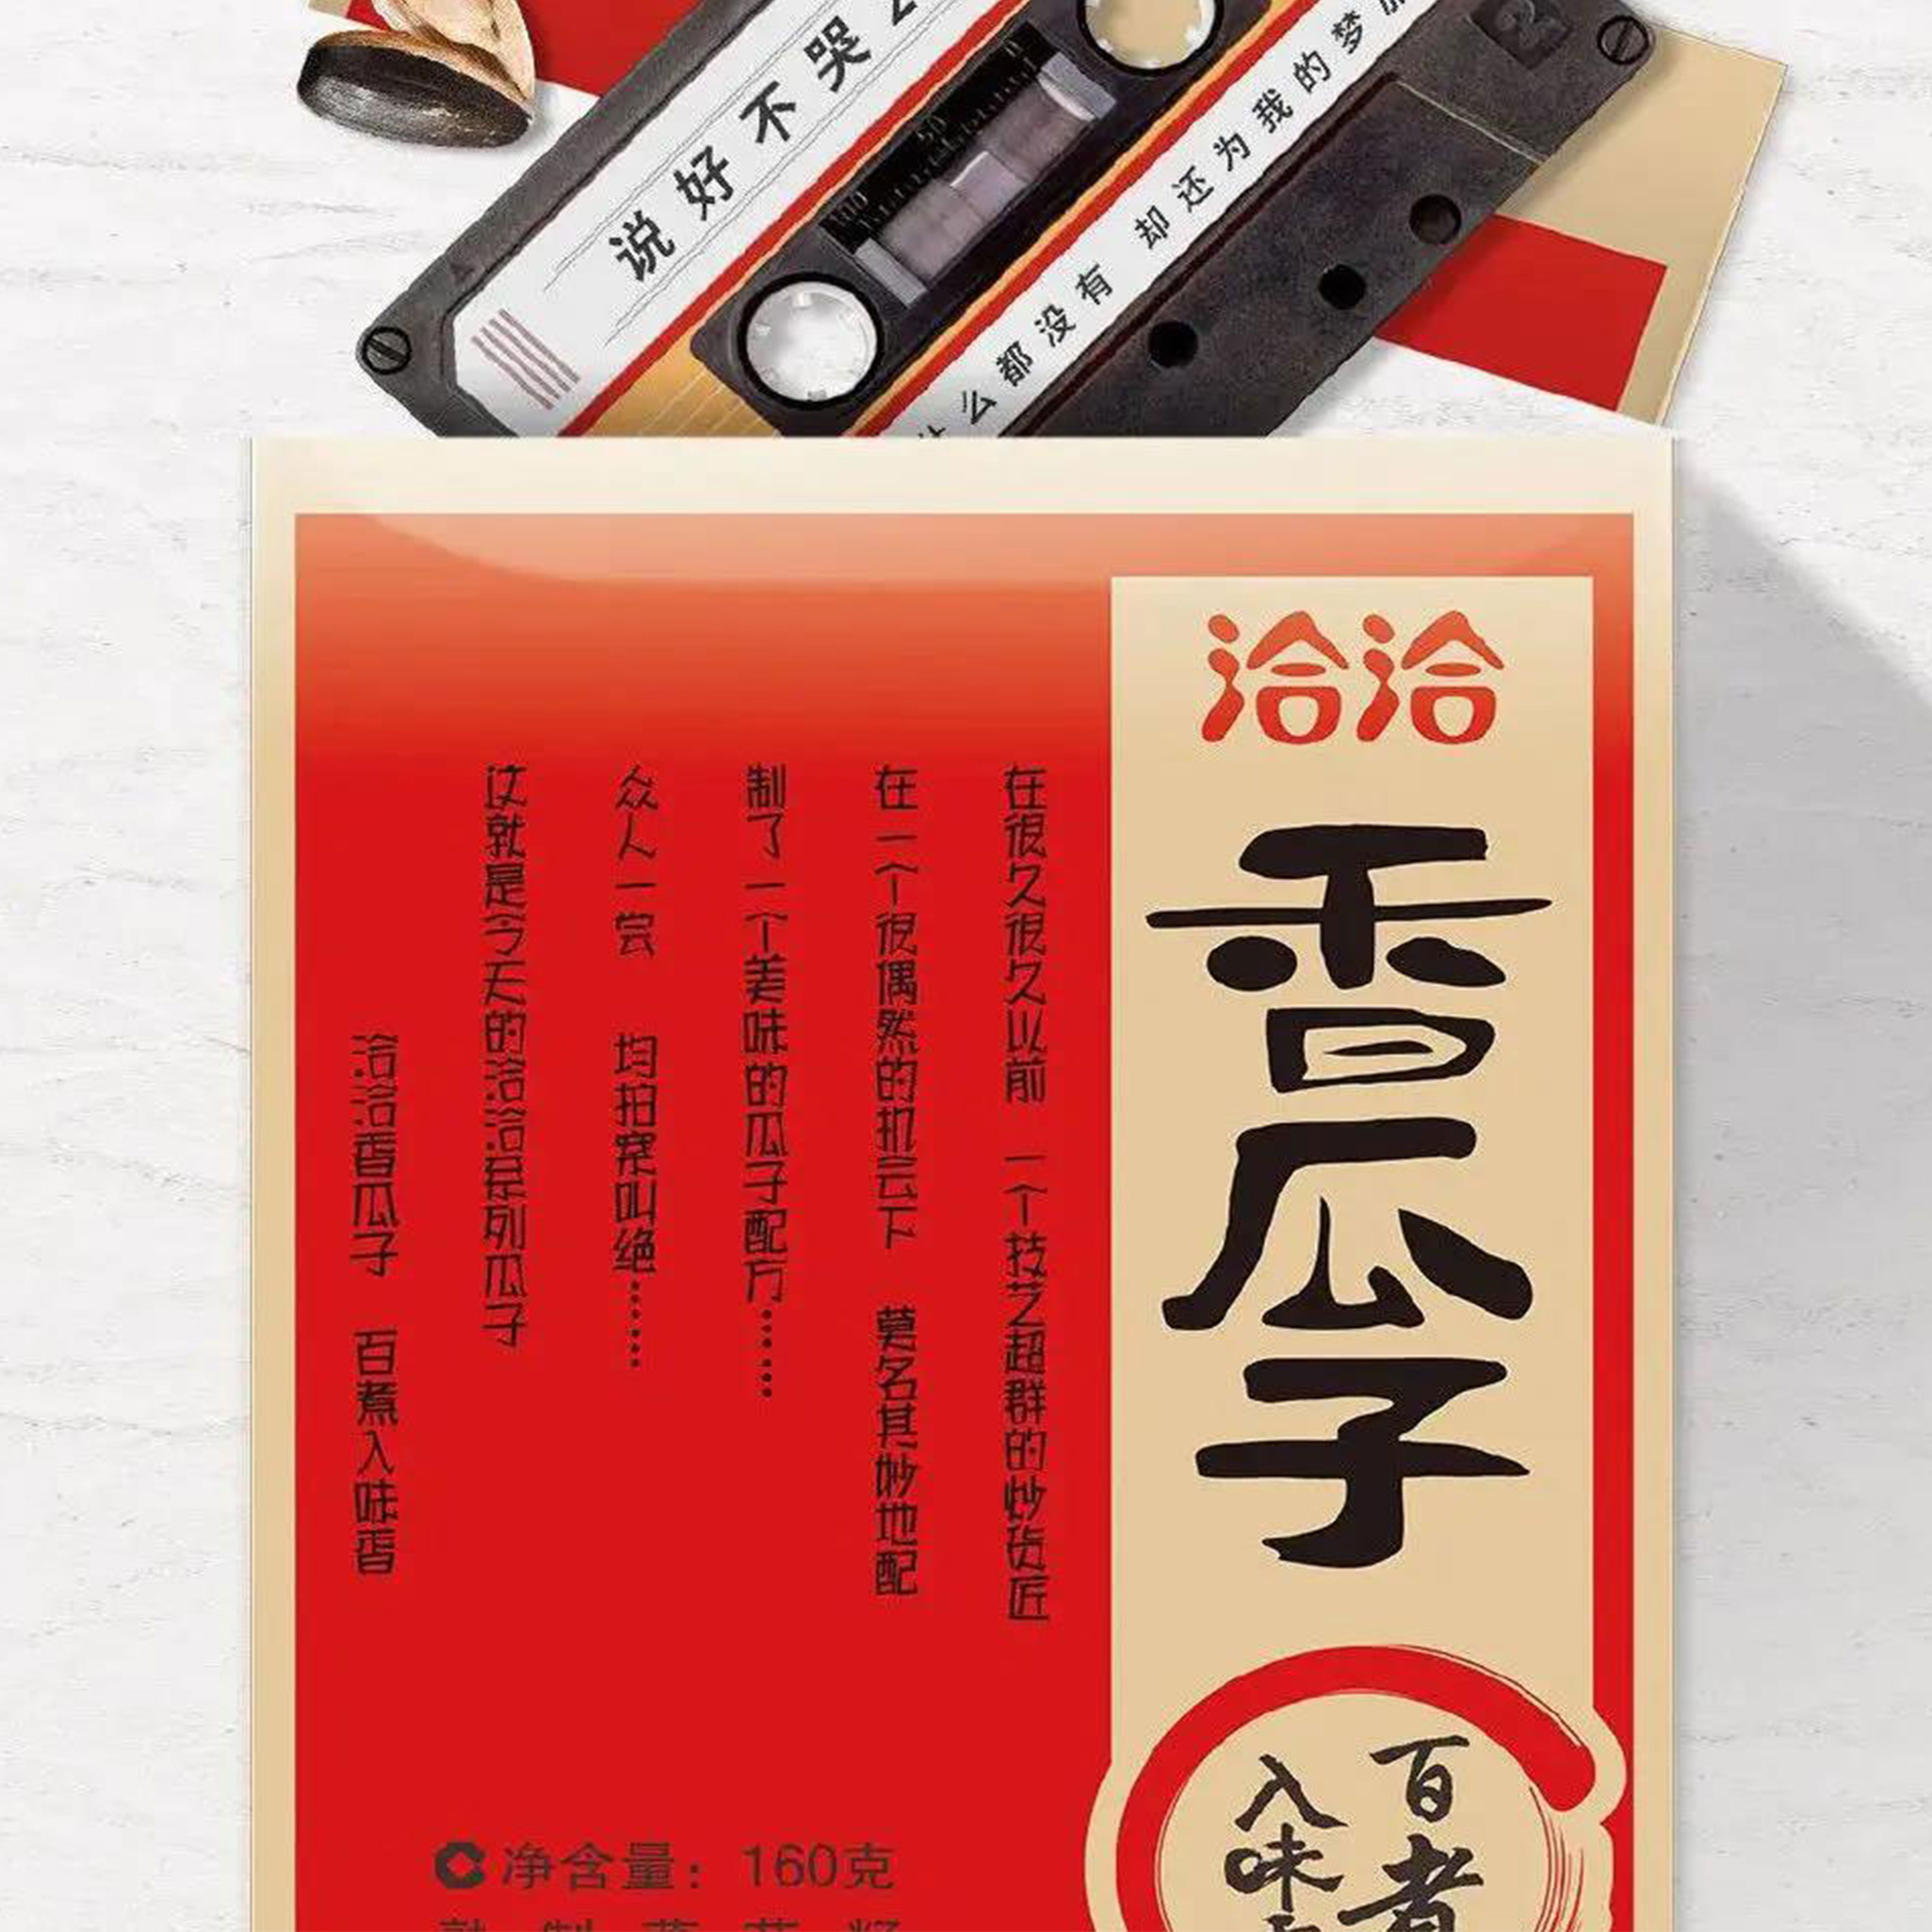 说好不哭
么都没有 却还为我的梦
洽洽
香瓜子
在很久很久以前 一个技艺超群的炒货匠
在一个很偶然的机会下 莫名其妙地配
制了一个美味的瓜子配方……
众人一尝 均拍案叫绝……
这就是今天的洽洽系列瓜子
洽洽香瓜子 百煮入味香
百煮
入味
净含量：160克